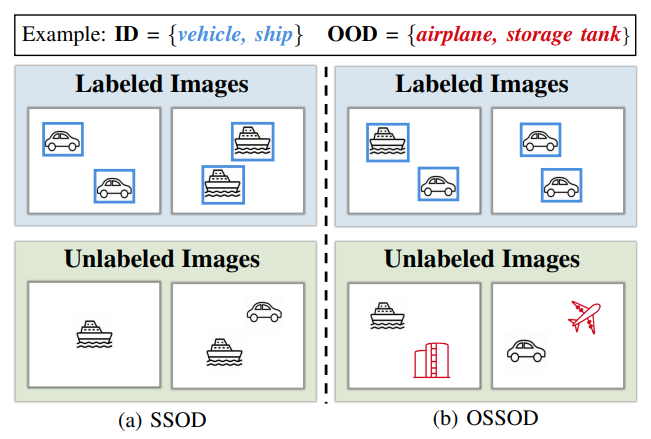 Example: ID = {vehicle, ship} OOD = {airplane, storage tank}
Labeled Images
Labeled Images
Unlabeled Images
Unlabeled Images
(a) SSOD
(b) OSSOD